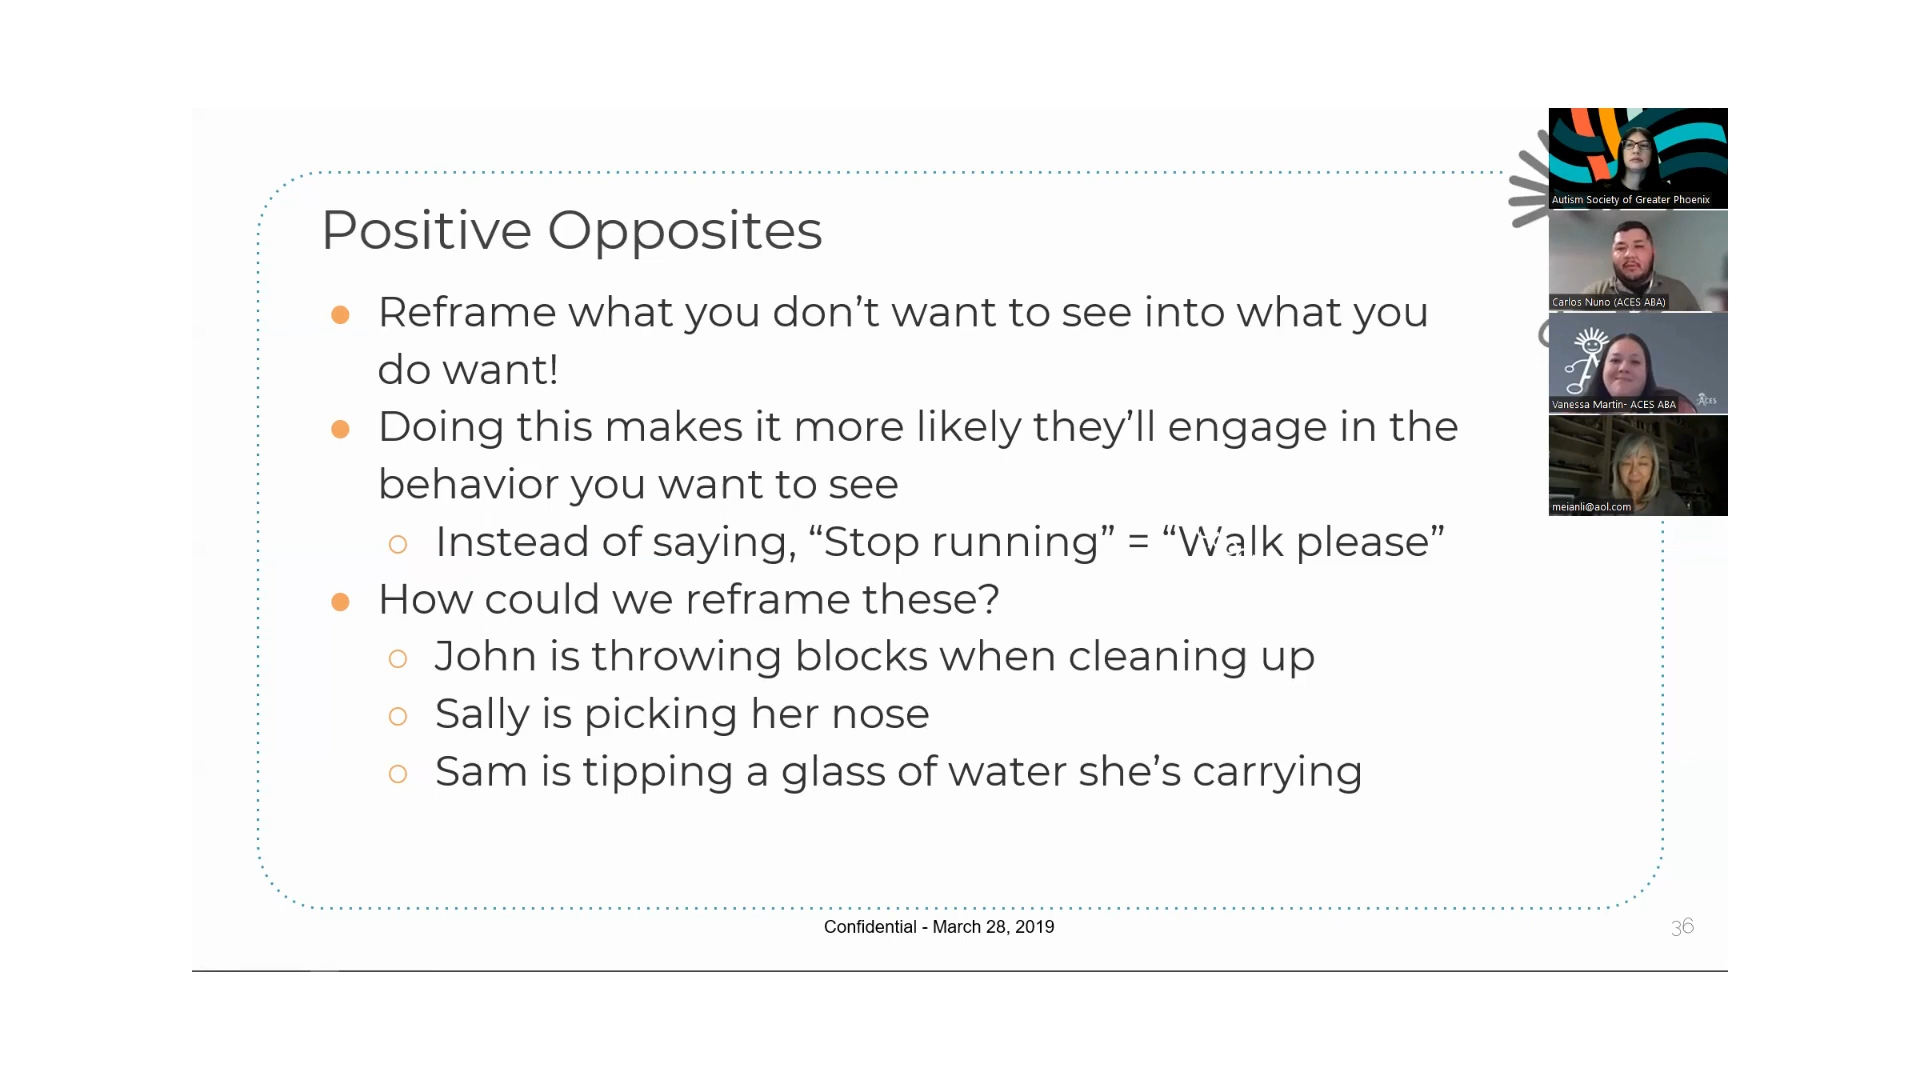 Positive Opposites
● Reframe what you don’t want to see into what you
do want!
● Doing this makes it more likely they’ll engage in the
behavior you want to see
○ Instead of saying, “Stop running” = “Walk please”
● How could we reframe these?
○ John is throwing blocks when cleaning up
○ Sally is picking her nose
○ Sam is tipping a glass of water she’s carrying
Confidential - March 28, 2019
36
Autism Society of Greater Phoenix
Carlos Nuno (ACES ABA)
Vanessa Martin- ACES ABA
ACES
meianli@aol.com